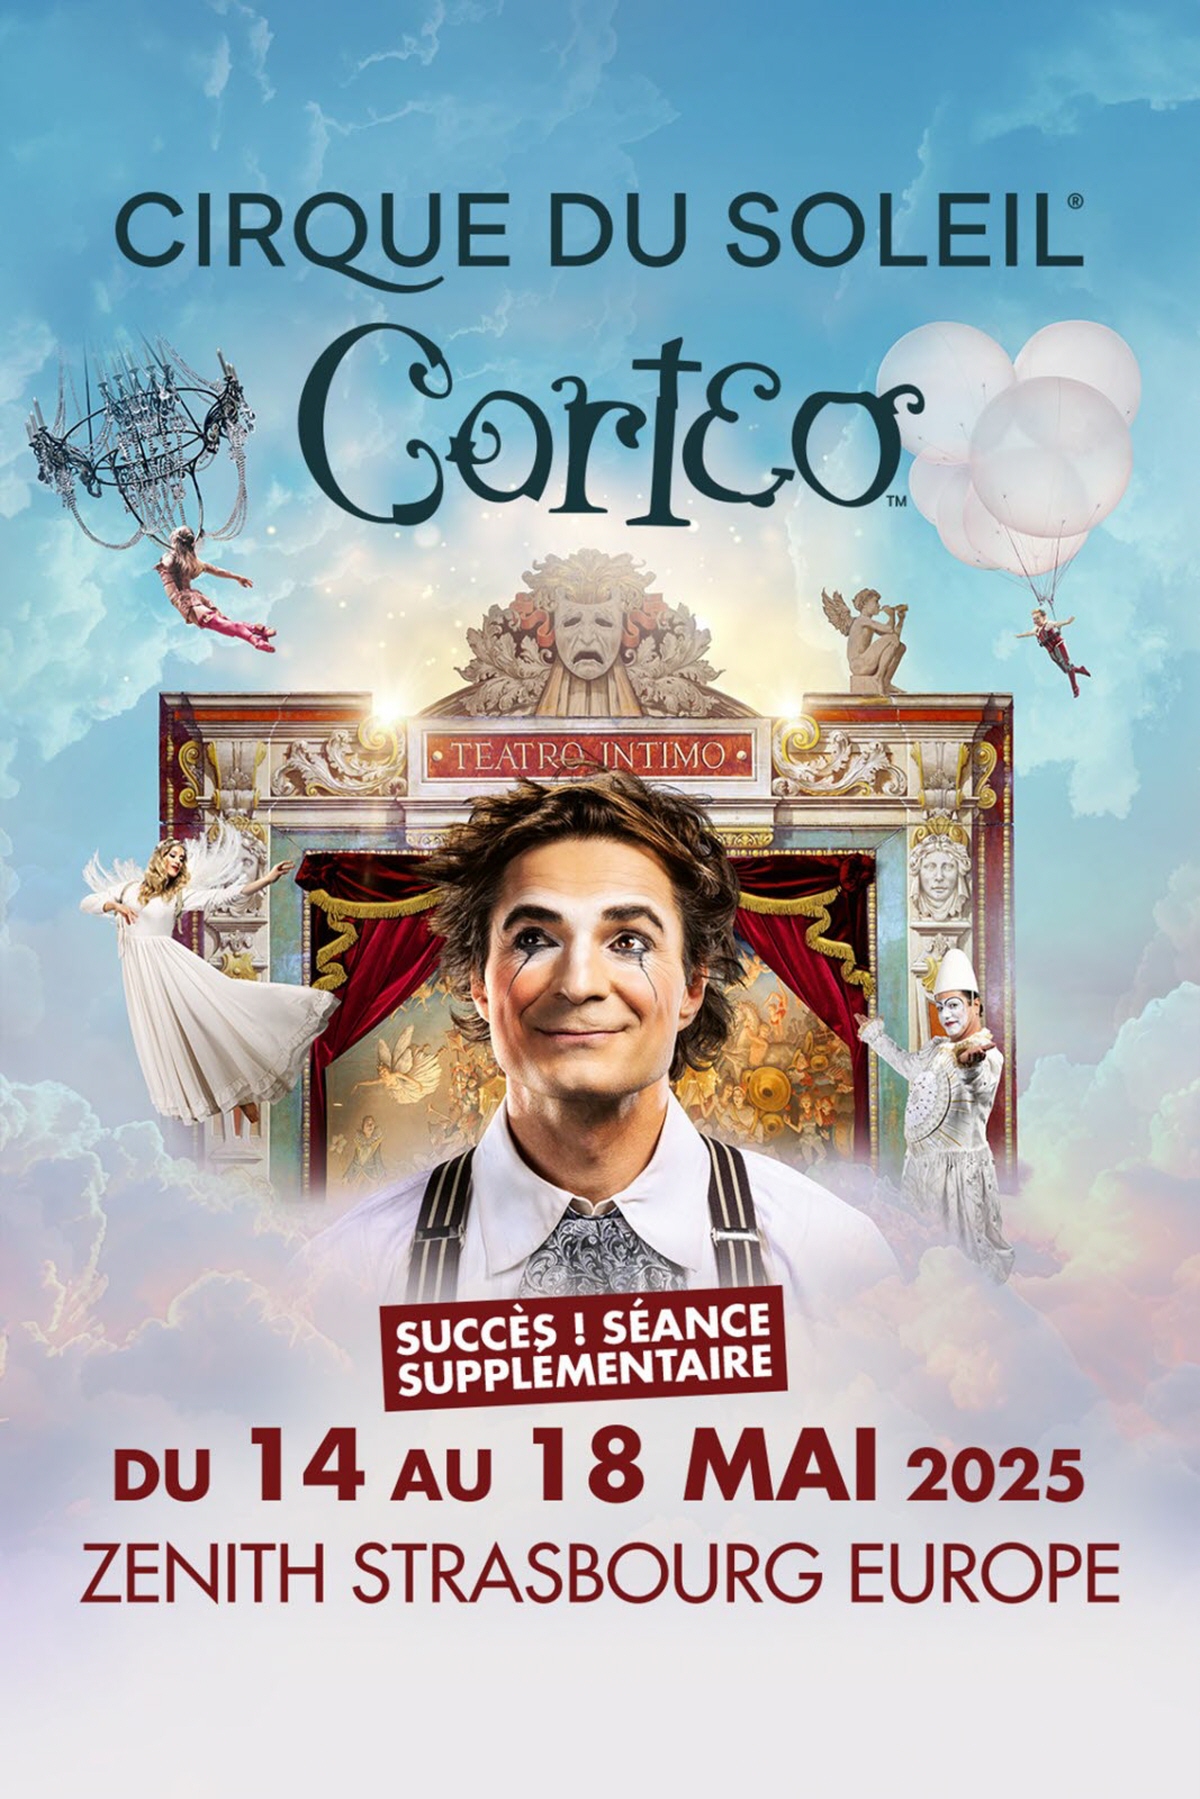 CIRQUE DU SOLEIL®
Corteo™
• TEATRO INTIMO •
SUCCÈS ! SÉANCE
SUPPLÉMENTAIRE
DU 14 AU 18 MAI 2025
ZENITH STRASBOURG EUROPE